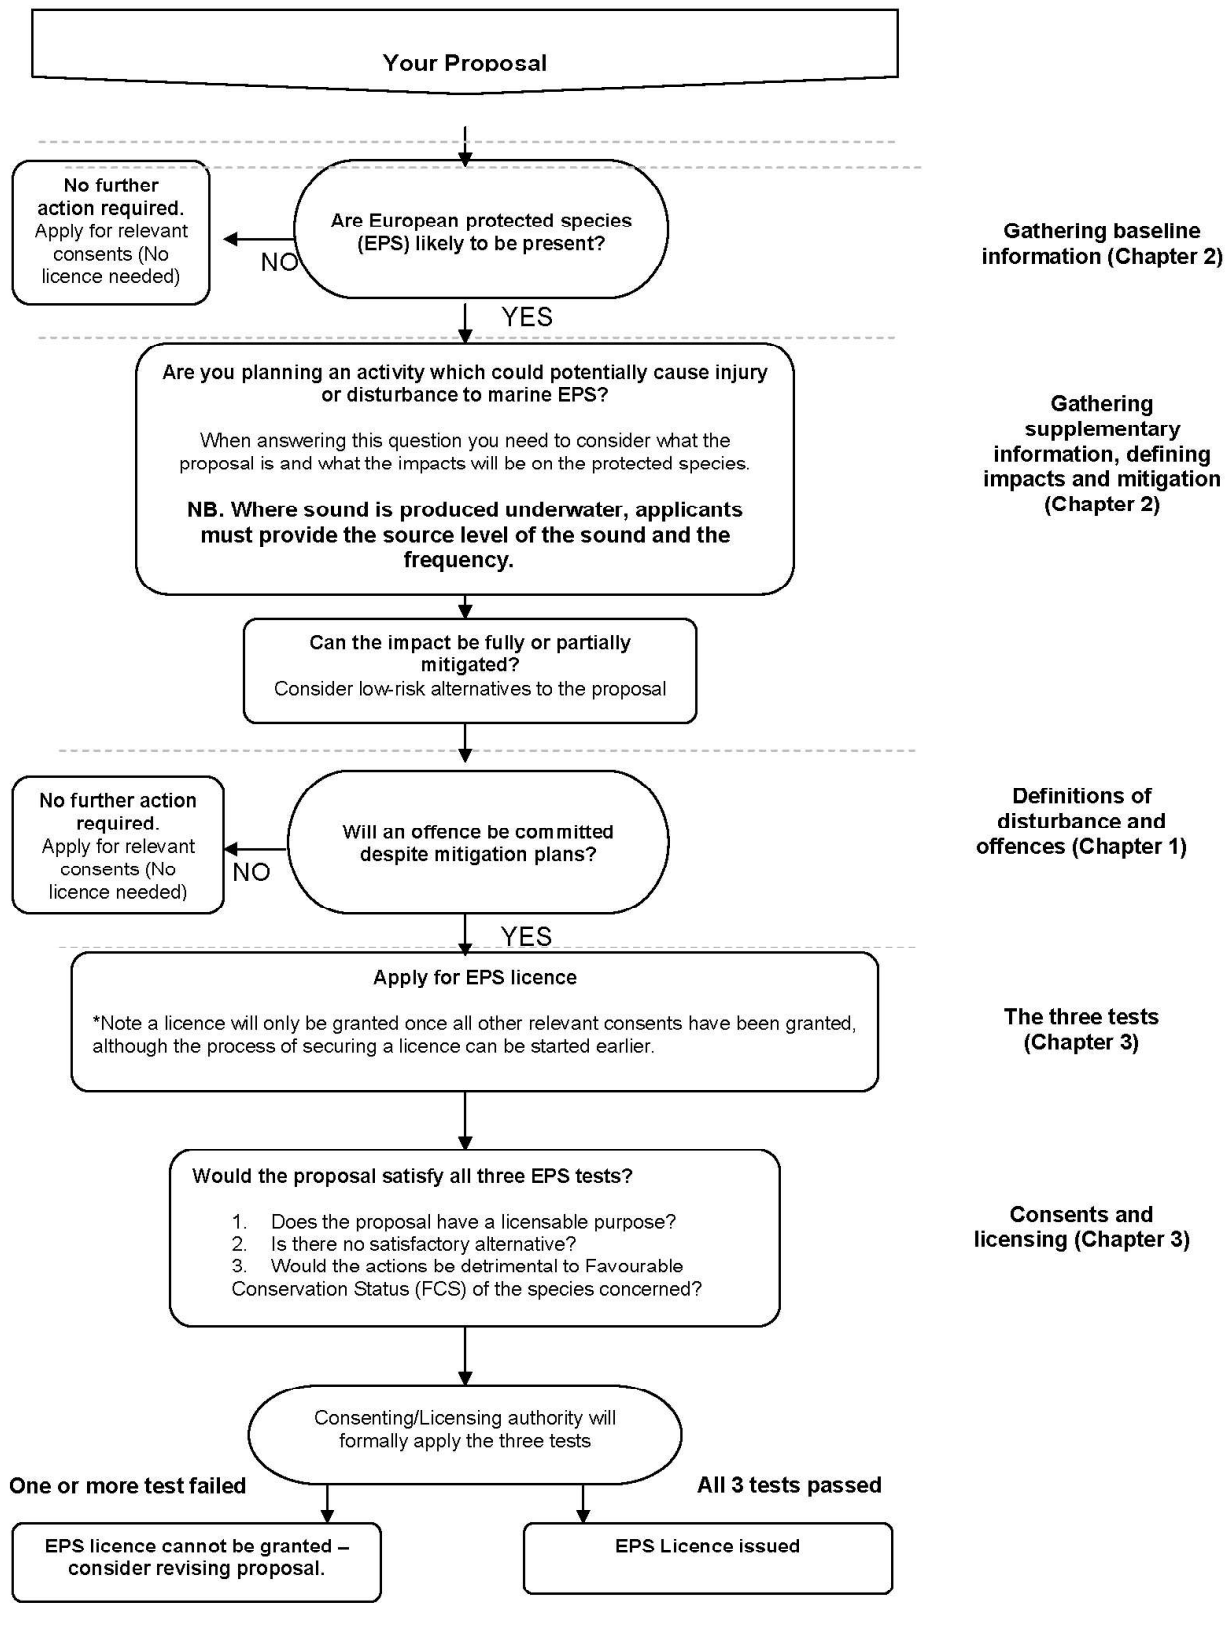 Your Proposal
No further
action required.
Apply for relevant
consents (No
licence needed)
NO
Are European protected species
(EPS) likely to be present?
Gathering baseline
information (Chapter 2)
YES
Are you planning an activity which could potentially cause injury
or disturbance to marine EPS?
When answering this question you need to consider what the
proposal is and what the impacts will be on the protected species.
NB. Where sound is produced underwater, applicants
must provide the source level of the sound and the
frequency.
Gathering
supplementary
information, defining
impacts and mitigation
(Chapter 2)
Can the impact be fully or partially
mitigated?
Consider low-risk alternatives to the proposal
No further action
required.
Apply for relevant
consents (No
licence needed)
NO
Will an offence be committed
despite mitigation plans?
Definitions of
disturbance and
offences (Chapter 1)
YES
Apply for EPS licence
*Note a licence will only be granted once all other relevant consents have been granted,
although the process of securing a licence can be started earlier.
The three tests
(Chapter 3)
Would the proposal satisfy all three EPS tests?
1. Does the proposal have a licensable purpose?
2. Is there no satisfactory alternative?
3. Would the actions be detrimental to Favourable
Conservation Status (FCS) of the species concerned?
Consents and
licensing (Chapter 3)
Consenting/Licensing authority will
formally apply the three tests
One or more test failed
All 3 tests passed
EPS licence cannot be granted –
consider revising proposal.
EPS Licence issued